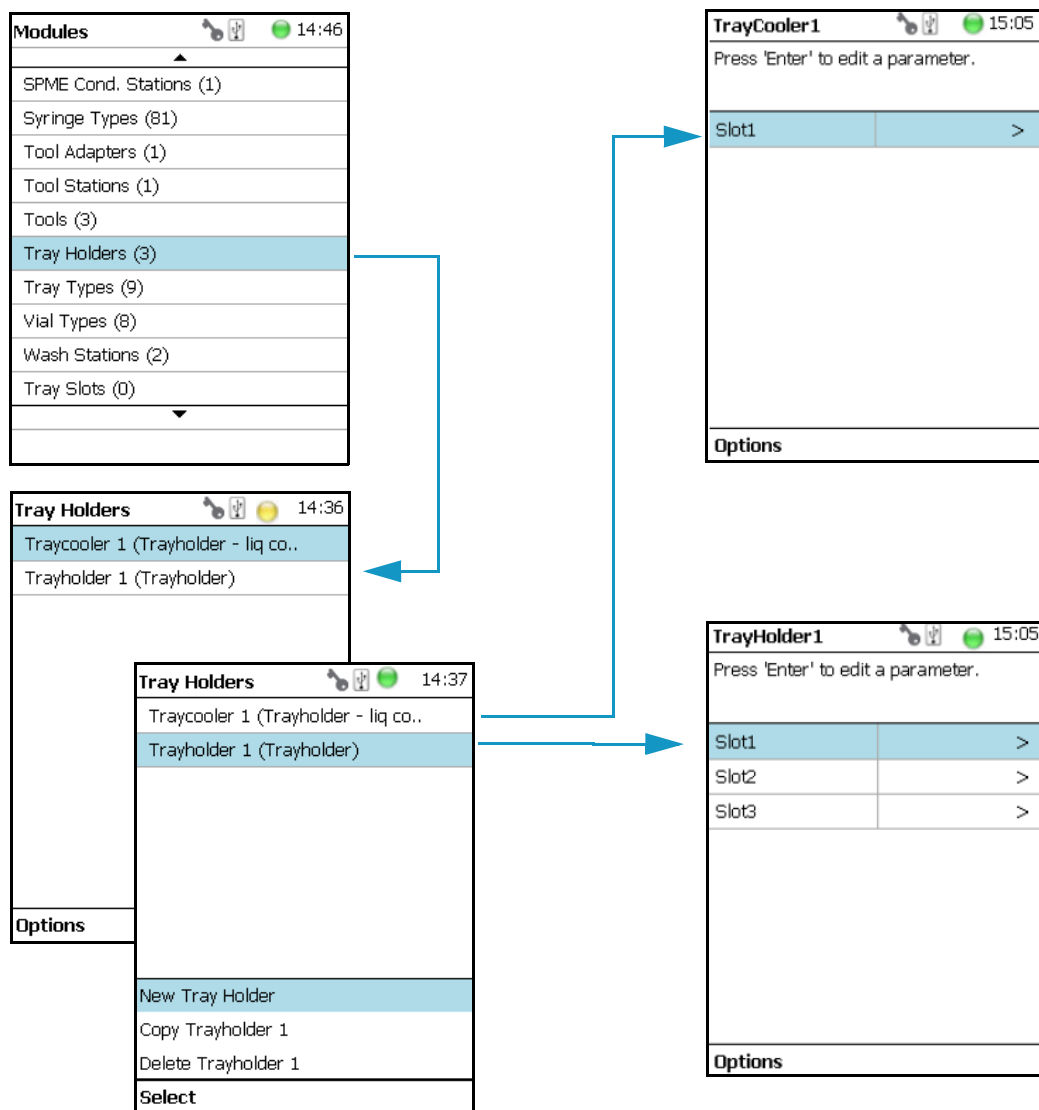 Modules 14:46
SPME Cond. Stations (1)
Syringe Types (81)
Tool Adapters (1)
Tool Stations (1)
Tools (3)
Tray Holders (3)
Tray Types (9)
Vial Types (8)
Wash Stations (2)
Tray Slots (0)
Tray Holders 14:36
Traycooler 1 (Trayholder - liq co..
Trayholder 1 (Trayholder)
Options
Tray Holders 14:37
Traycooler 1 (Trayholder - liq co..
Trayholder 1 (Trayholder)
New Tray Holder
Copy Trayholder 1
Delete Trayholder 1
Select
TrayCooler1 15:05
Press 'Enter' to edit a parameter.
Slot1 >
Options
TrayHolder1 15:05
Press 'Enter' to edit a parameter.
Slot1 >
Slot2 >
Slot3 >
Options